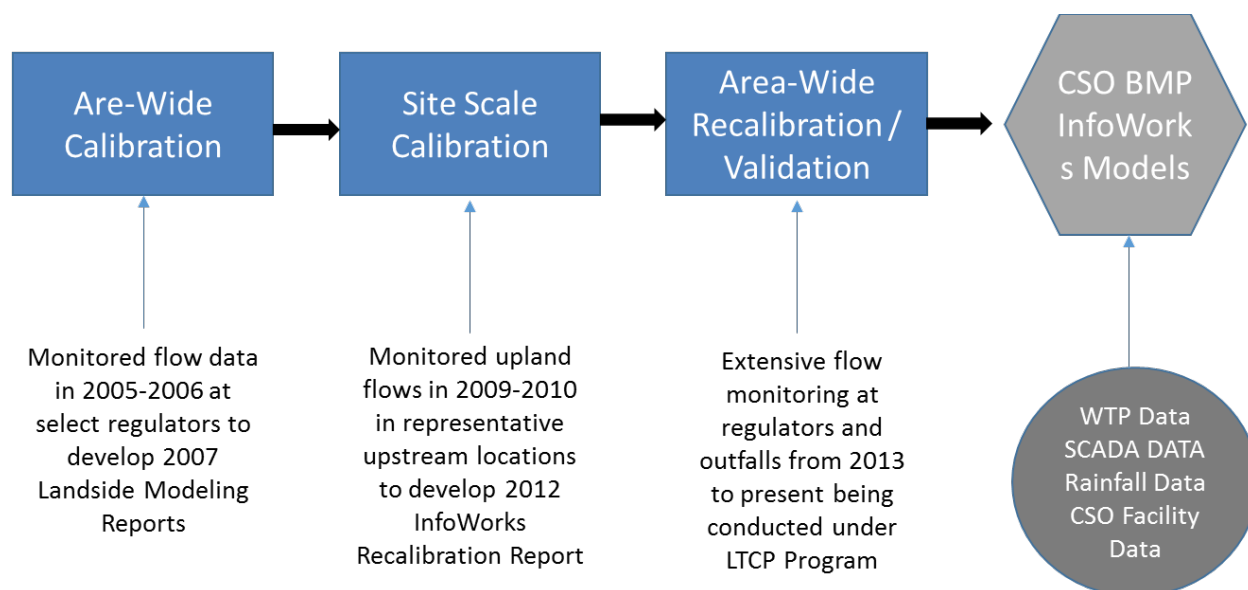 Are-Wide
Calibration
Site Scale
Calibration
Area-Wide
Recalibration /
Validation
CSO BMP
InfoWork
s Models
Monitored flow data
in 2005-2006 at
select regulators to
develop 2007
Landside Modeling
Reports
Monitored upland
flows in 2009-2010
in representative
upstream locations
to develop 2012
InfoWorks
Recalibration Report
Extensive flow
monitoring at
regulators and
outfalls from 2013
to present being
conducted under
LTCP Program
WTP Data
SCADA DATA
Rainfall Data
CSO Facility
Data